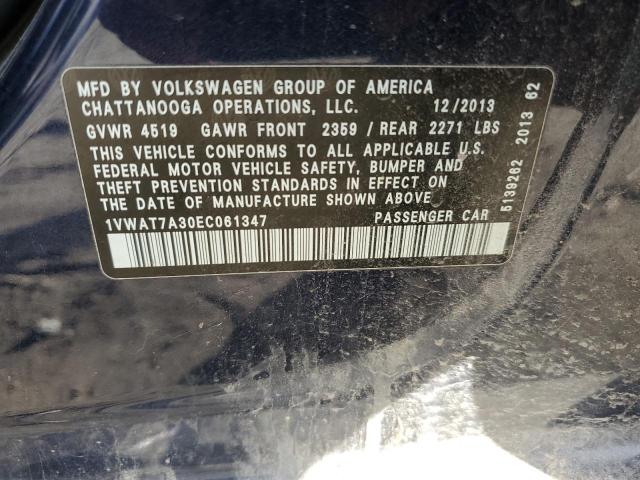 MFD BY VOLKSWAGEN GROUP OF AMERICA
CHATTANOOGA OPERATIONS, LLC. 12/2013
GVWR 4519 GAWR FRONT 2359 / REAR 2271 LBS
THIS VEHICLE CONFORMS TO ALL APPLICABLE U.S.
FEDERAL MOTOR VEHICLE SAFETY, BUMPER AND
THEFT PREVENTION STANDARDS IN EFFECT ON
THE DATE OF MANUFACTURE SHOWN ABOVE
1VWAT7A30EC061347 PASSENGER CAR
5139262 2013 62